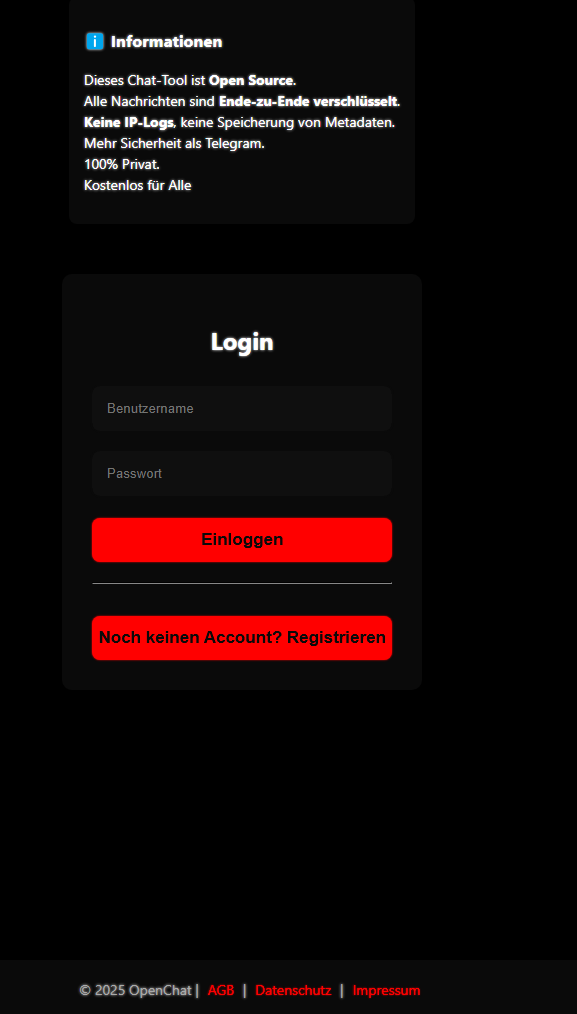 ℹ️ Informationen
Dieses Chat-Tool ist Open Source.
Alle Nachrichten sind Ende-zu-Ende verschlüsselt.
Keine IP-Logs, keine Speicherung von Metadaten.
Mehr Sicherheit als Telegram.
100% Privat.
Kostenlos für Alle
Login
Benutzername
Passwort
Einloggen
Noch keinen Account? Registrieren
© 2025 OpenChat | AGB | Datenschutz | Impressum